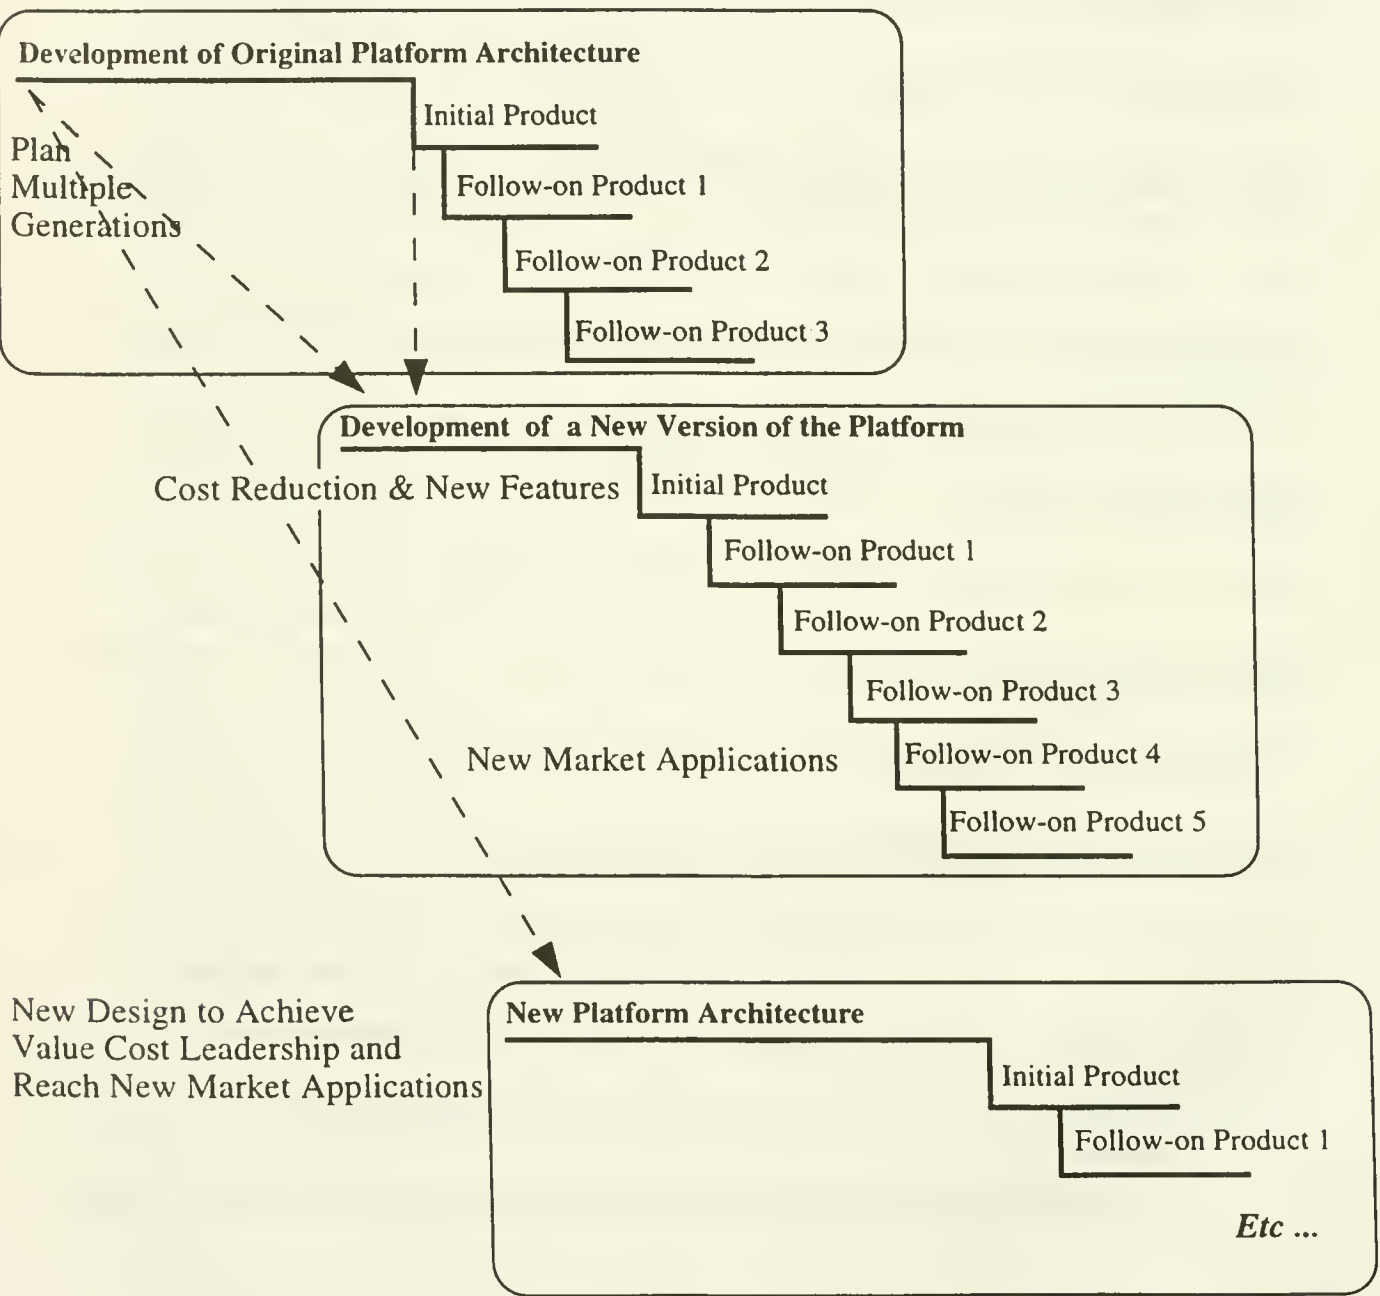 Development of Original Platform Architecture
Initial Product
Plan
Multiple
Generations
Follow-on Product 1
Follow-on Product 2
Follow-on Product 3
Development of a New Version of the Platform
Cost Reduction & New Features
Initial Product
Follow-on Product 1
Follow-on Product 2
Follow-on Product 3
New Market Applications
Follow-on Product 4
Follow-on Product 5
New Design to Achieve
Value Cost Leadership and
Reach New Market Applications
New Platform Architecture
Initial Product
Follow-on Product 1
Etc ...